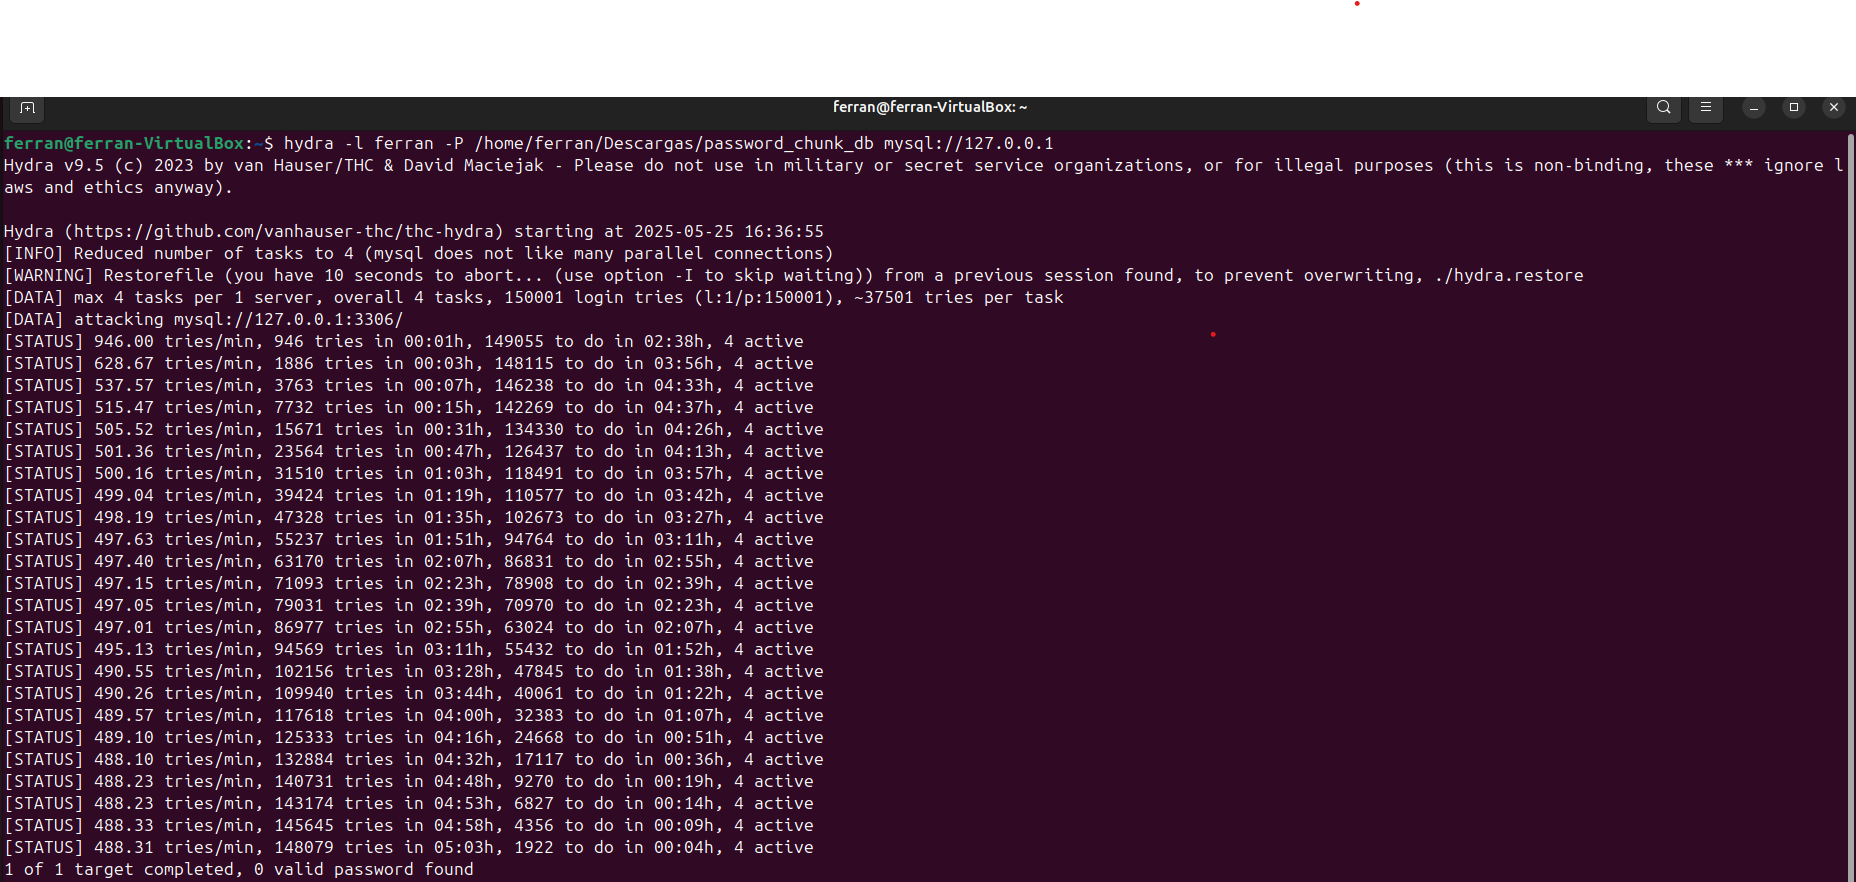 ferran@ferran-VirtualBox: ~
ferran@ferran-VirtualBox:~$ hydra -l ferran -P /home/ferran/Descargas/password_chunk_db mysql://127.0.0.1
Hydra v9.5 (c) 2023 by van Hauser/THC & David Maciejak - Please do not use in military or secret service organizations, or for illegal purposes (this is non-binding, these *** ignore l
aws and ethics anyway).
Hydra (https://github.com/vanhauser-thc/thc-hydra) starting at 2025-05-25 16:36:55
[INFO] Reduced number of tasks to 4 (mysql does not like many parallel connections)
[WARNING] Restorefile (you have 10 seconds to abort... (use option -I to skip waiting)) from a previous session found, to prevent overwriting, ./hydra.restore
[DATA] max 4 tasks per 1 server, overall 4 tasks, 150001 login tries (l:1/p:150001), ~37501 tries per task
[DATA] attacking mysql://127.0.0.1:3306/
[STATUS] 946.00 tries/min, 946 tries in 00:01h, 149055 to do in 02:38h, 4 active
[STATUS] 628.67 tries/min, 1886 tries in 00:03h, 148115 to do in 03:56h, 4 active
[STATUS] 537.57 tries/min, 3763 tries in 00:07h, 146238 to do in 04:33h, 4 active
[STATUS] 515.47 tries/min, 7732 tries in 00:15h, 142269 to do in 04:37h, 4 active
[STATUS] 505.52 tries/min, 15671 tries in 00:31h, 134330 to do in 04:26h, 4 active
[STATUS] 501.36 tries/min, 23564 tries in 00:47h, 126437 to do in 04:13h, 4 active
[STATUS] 500.16 tries/min, 31510 tries in 01:03h, 118491 to do in 03:57h, 4 active
[STATUS] 499.04 tries/min, 39424 tries in 01:19h, 110577 to do in 03:42h, 4 active
[STATUS] 498.19 tries/min, 47328 tries in 01:35h, 102673 to do in 03:27h, 4 active
[STATUS] 497.63 tries/min, 55237 tries in 01:51h, 94764 to do in 03:11h, 4 active
[STATUS] 497.40 tries/min, 63170 tries in 02:07h, 86831 to do in 02:55h, 4 active
[STATUS] 497.15 tries/min, 71093 tries in 02:23h, 78908 to do in 02:39h, 4 active
[STATUS] 497.05 tries/min, 79031 tries in 02:39h, 70970 to do in 02:23h, 4 active
[STATUS] 497.01 tries/min, 86977 tries in 02:55h, 63024 to do in 02:07h, 4 active
[STATUS] 495.13 tries/min, 94569 tries in 03:11h, 55432 to do in 01:52h, 4 active
[STATUS] 490.55 tries/min, 102156 tries in 03:28h, 47845 to do in 01:38h, 4 active
[STATUS] 490.26 tries/min, 109940 tries in 03:44h, 40061 to do in 01:22h, 4 active
[STATUS] 489.57 tries/min, 117618 tries in 04:00h, 32383 to do in 01:07h, 4 active
[STATUS] 489.10 tries/min, 125333 tries in 04:16h, 24668 to do in 00:51h, 4 active
[STATUS] 488.10 tries/min, 132884 tries in 04:32h, 17117 to do in 00:36h, 4 active
[STATUS] 488.23 tries/min, 140731 tries in 04:48h, 9270 to do in 00:19h, 4 active
[STATUS] 488.23 tries/min, 143174 tries in 04:53h, 6827 to do in 00:14h, 4 active
[STATUS] 488.33 tries/min, 145645 tries in 04:58h, 4356 to do in 00:09h, 4 active
[STATUS] 488.31 tries/min, 148079 tries in 05:03h, 1922 to do in 00:04h, 4 active
1 of 1 target completed, 0 valid password found